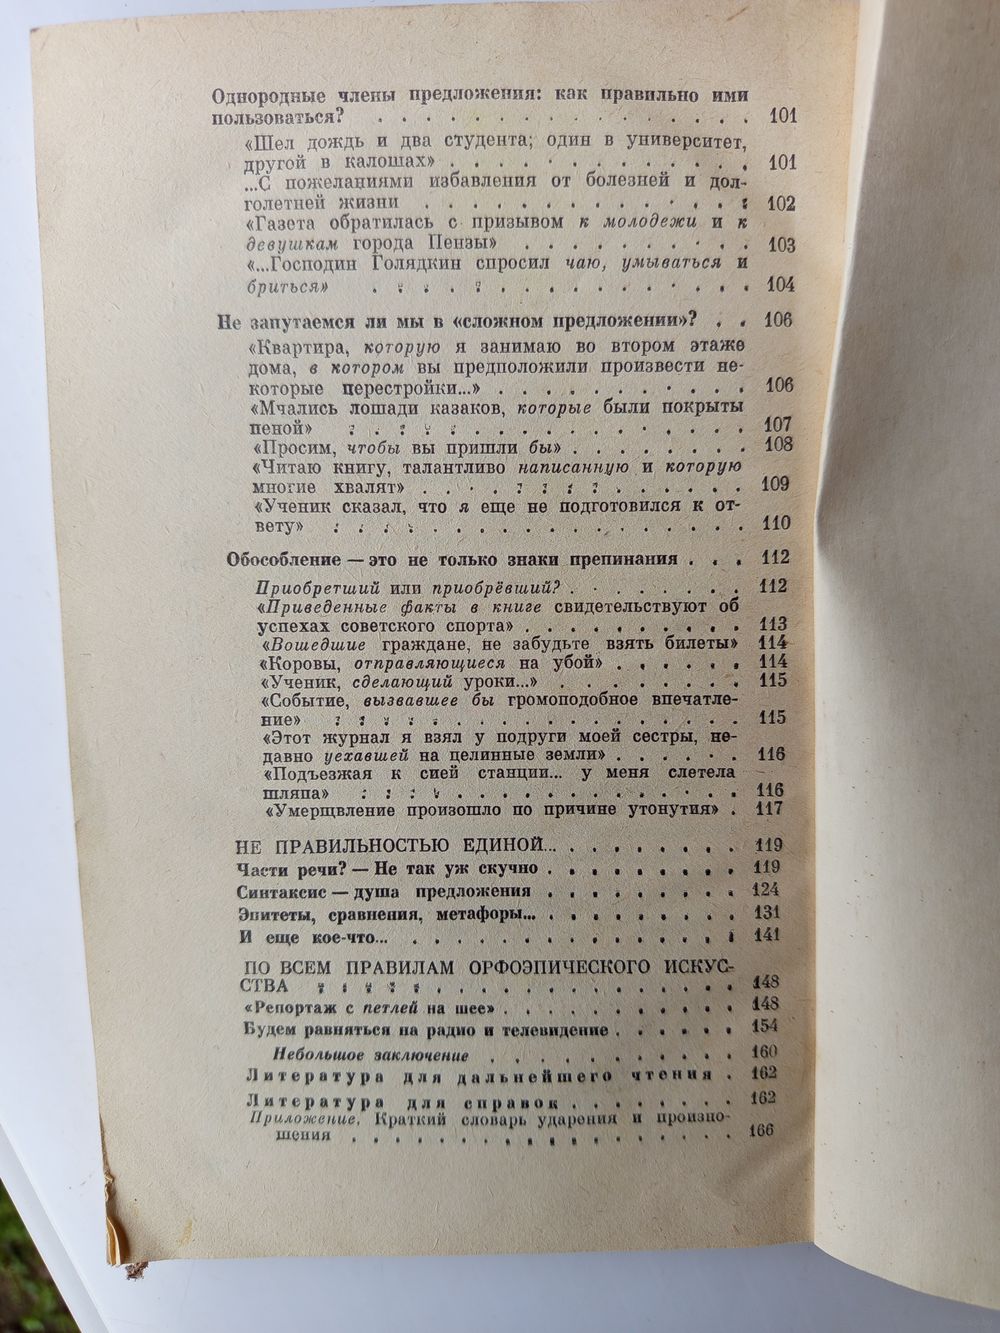 Однородные члены предложения: как правильно ими
пользоваться? . . . . . . . . . . . . . . . 101
«Шел дождь и два студента; один в университет,
другой в калошах» . . . . . . . . . . . . . 101
...С пожеланиями избавления от болезней и дол-
голетней жизни . . . . . . . . . . . . . . 102
«Газета обратилась с призывом к молодежи и к
девушкам города Пензы» . . . . . . . . . . 103
«...Господин Голядкин спросил чаю, умываться и
бриться» . . . . . . . . . . . . . . . . 104
Не запутаемся ли мы в «сложном предложении»? . . 106
«Квартира, которую я занимаю во втором этаже
дома, в котором вы предположили произвести не-
которые перестройки...» . . . . . . . . . . 106
«Мчались лошади казаков, которые были покрыты
пеной» . . . . . . . . . . . . . . . . 107
«Просим, чтобы вы пришли бы» . . . . . . . . 108
«Читаю книгу, талантливо написанную и которую
многие хвалят» . . . . . . . . . . . . . . 109
«Ученик сказал, что я еще не подготовился к от-
вету» . . . . . . . . . . . . . . . . . 110
Обособление — это не только знаки препинания . . . 112
Приобретший или приобрёвший? . . . . . . . . 112
«Приведенные факты в книге свидетельствуют об
успехах советского спорта» . . . . . . . . . 113
«Вошедшие граждане, не забудьте взять билеты» 114
«Коровы, отправляющиеся на убой» . . . . . . 114
«Ученик, сделающий уроки...» . . . . . . . . 115
«Событие, вызвавшее бы громоподобное впечатле-
ние» . . . . . . . . . . . . . . . . . 115
«Этот журнал я взял у подруги моей сестры, не-
давно уехавшей на целинные земли» . . . . . . 116
«Подъезжая к сией станции... у меня слетела
шляпа» . . . . . . . . . . . . . . . . 116
«Умерщвление произошло по причине утонутия» . 117
НЕ ПРАВИЛЬНОСТЬЮ ЕДИНОЙ... . . . . . . . . 119
Части речи? — Не так уж скучно . . . . . . . . . 119
Синтаксис — душа предложения . . . . . . . . . 124
Эпитеты, сравнения, метафоры... . . . . . . . . . 131
И еще кое-что... . . . . . . . . . . . . . . 141
ПО ВСЕМ ПРАВИЛАМ ОРФОЭПИЧЕСКОГО ИСКУС-
СТВА . . . . . . . . . . . . . . . . . . 148
«Репортаж с петлей на шее» . . . . . . . . . . . 148
Будем равняться на радио и телевидение . . . . . . 154
Небольшое заключение . . . . . . . . . . . 160
Литература для дальнейшего чтения . 162
Литература для справок . . . . . . . . 162
Приложение. Краткий словарь ударения и произно-
шения . . . . . . . . . . . . . . . . 166